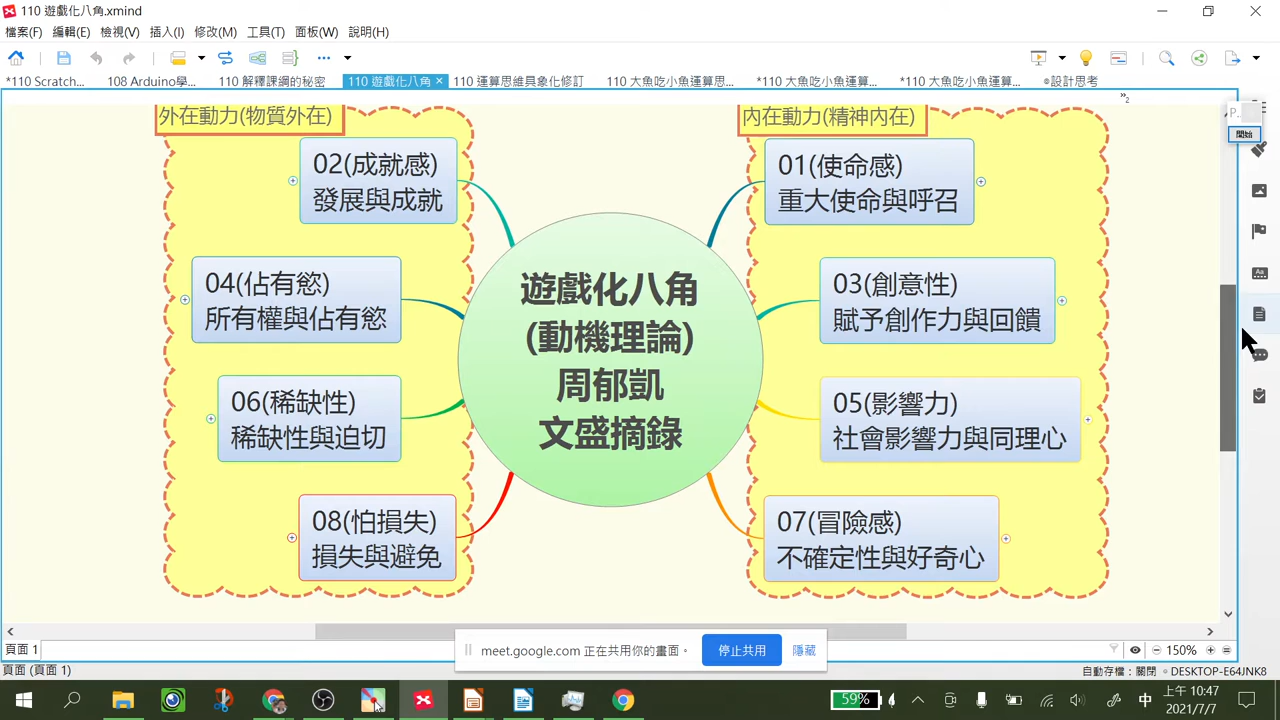 110 遊戲化八角.xmind
檔案(F) 編輯(E) 檢視(V) 插入(I) 修改(M) 工具(T) 面板(W) 說明(H)
*110 Scratch... 108 Arduino學... 110 解釋課綱的秘密 110 遊戲化八角 × 110 運算思維具象化修訂 110 大魚吃小魚運算思... *110 大魚吃小魚運算... *110 大魚吃小魚運算... *設計思考
»2
外在動力(物質外在)
02(成就感)
發展與成就
04(佔有慾)
所有權與佔有慾
06(稀缺性)
稀缺性與迫切
08(怕損失)
損失與避免
遊戲化八角
(動機理論)
周郁凱
文盛摘錄
內在動力(精神內在)
01(使命感)
重大使命與呼召
03(創意性)
賦予創作力與回饋
05(影響力)
社會影響力與同理心
07(冒險感)
不確定性與好奇心
P...
開始
meet.google.com 正在共用你的畫面。 停止共用 隱藏
頁面 1
150%
頁面 (頁面 1)
自動存檔：關閉 DESKTOP-E64JNK8
59%
中
上午 10:47
2021/7/7